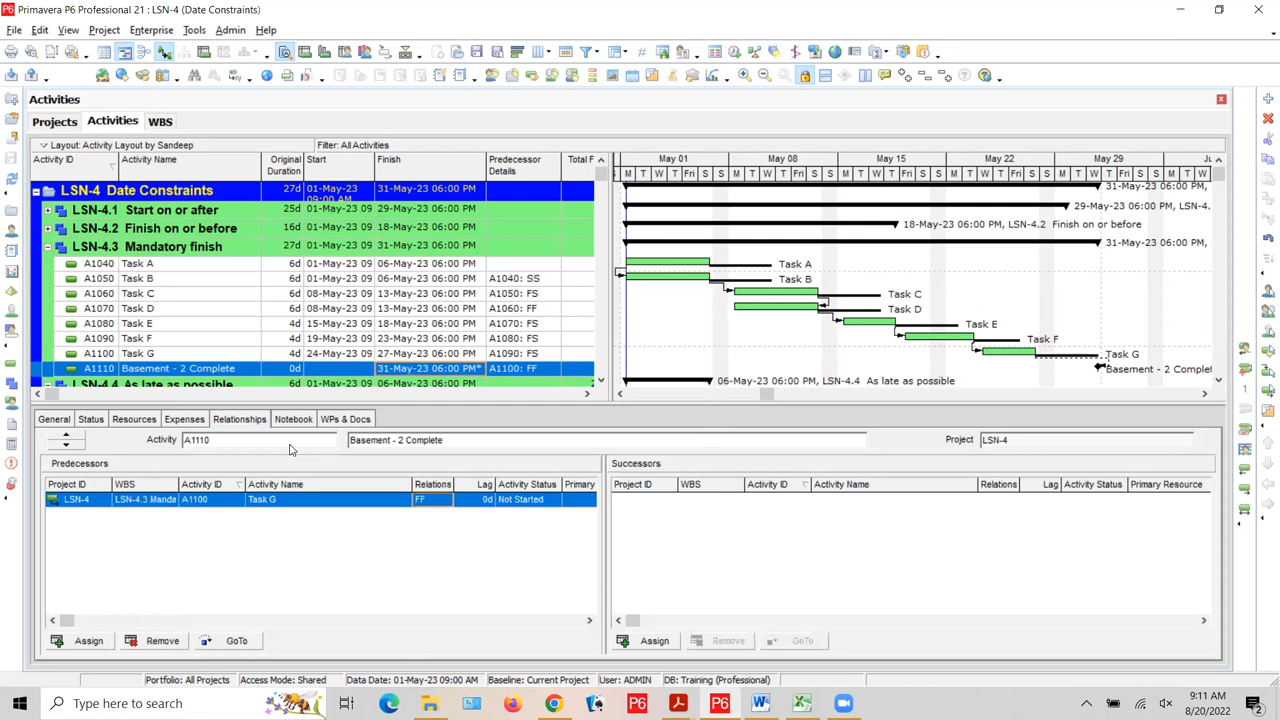 Primavera P6 Professional 21 : LSN-4 (Date Constraints)
File Edit View Project Enterprise Tools Admin Help
Activities
Projects Activities WBS
Layout: Activity Layout by Sandeep Filter: All Activities
Activity ID Activity Name Original Duration Start Finish Predecessor Details Total F
May 01 May 08 May 15 May 22 May 29 Ju
M T W T Fri S S M T W T Fri S S M T W T Fri S S M T W T Fri S S M T W T Fri S S M T W
LSN-4 Date Constraints 27d 01-May-23 09:00 AM 31-May-23 06:00 PM 31-May-23 06:00 PM,
LSN-4.1 Start on or after 25d 01-May-23 09 29-May-23 06:00 PM 29-May-23 06:00 PM, LSN-4.
LSN-4.2 Finish on or before 16d 01-May-23 09 18-May-23 06:00 PM 18-May-23 06:00 PM, LSN-4.2 Finish on or before
LSN-4.3 Mandatory finish 27d 01-May-23 09 31-May-23 06:00 PM 31-May-23 06:00 PM,
A1040 Task A 6d 01-May-23 09 06-May-23 06:00 PM Task A
A1050 Task B 6d 01-May-23 09 06-May-23 06:00 PM A1040: SS Task B
A1060 Task C 6d 08-May-23 09 13-May-23 06:00 PM A1050: FS Task C
A1070 Task D 6d 08-May-23 09 13-May-23 06:00 PM A1060: FF Task D
A1080 Task E 4d 15-May-23 09 18-May-23 06:00 PM A1070: FS Task E
A1090 Task F 4d 19-May-23 09 23-May-23 06:00 PM A1080: FS Task F
A1100 Task G 4d 24-May-23 09 27-May-23 06:00 PM A1090: FS Task G
A1110 Basement - 2 Complete 0d 31-May-23 06:00 PM* A1100: FF Basement - 2 Complet
LSN-4.4 As late as possible 06-May-23 06:00 PM, LSN-4.4 As late as possible
General Status Resources Expenses Relationships Notebook WPs & Docs
Activity A1110 Basement - 2 Complete Project LSN-4
Predecessors Successors
Project ID WBS Activity ID Activity Name Relations Lag Activity Status Primary Project ID WBS Activity ID Activity Name Relations Lag Activity Status Primary Resource
LSN-4 LSN-4.3 Manda A1100 Task G FF 0d Not Started
Assign Remove GoTo Assign Remove GoTo
Portfolio: All Projects Access Mode: Shared Data Date: 01-May-23 09:00 AM Baseline: Current Project User: ADMIN DB: Training (Professional)
Type here to search
9:11 AM
8/20/2022